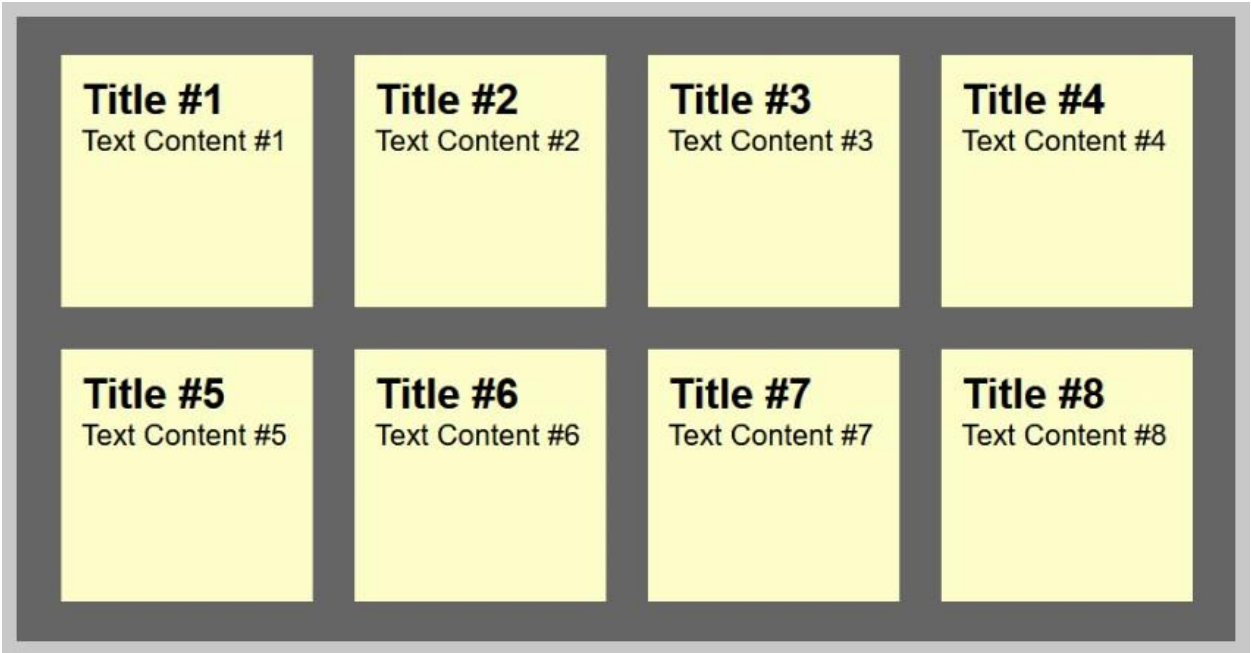 Title #1
Text Content #1
Title #2
Text Content #2
Title #3
Text Content #3
Title #4
Text Content #4
Title #5
Text Content #5
Title #6
Text Content #6
Title #7
Text Content #7
Title #8
Text Content #8